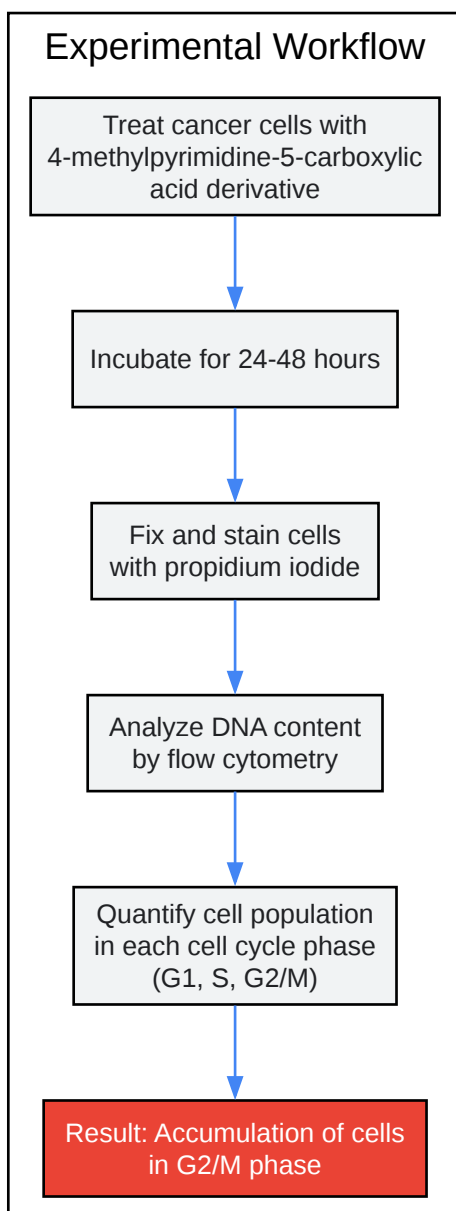 Experimental Workflow
Treat cancer cells with
4-methylpyrimidine-5-carboxylic
acid derivative
Incubate for 24-48 hours
Fix and stain cells
with propidium iodide
Analyze DNA content
by flow cytometry
Quantify cell population
in each cell cycle phase
(G1, S, G2/M)
Result: Accumulation of cells
in G2/M phase